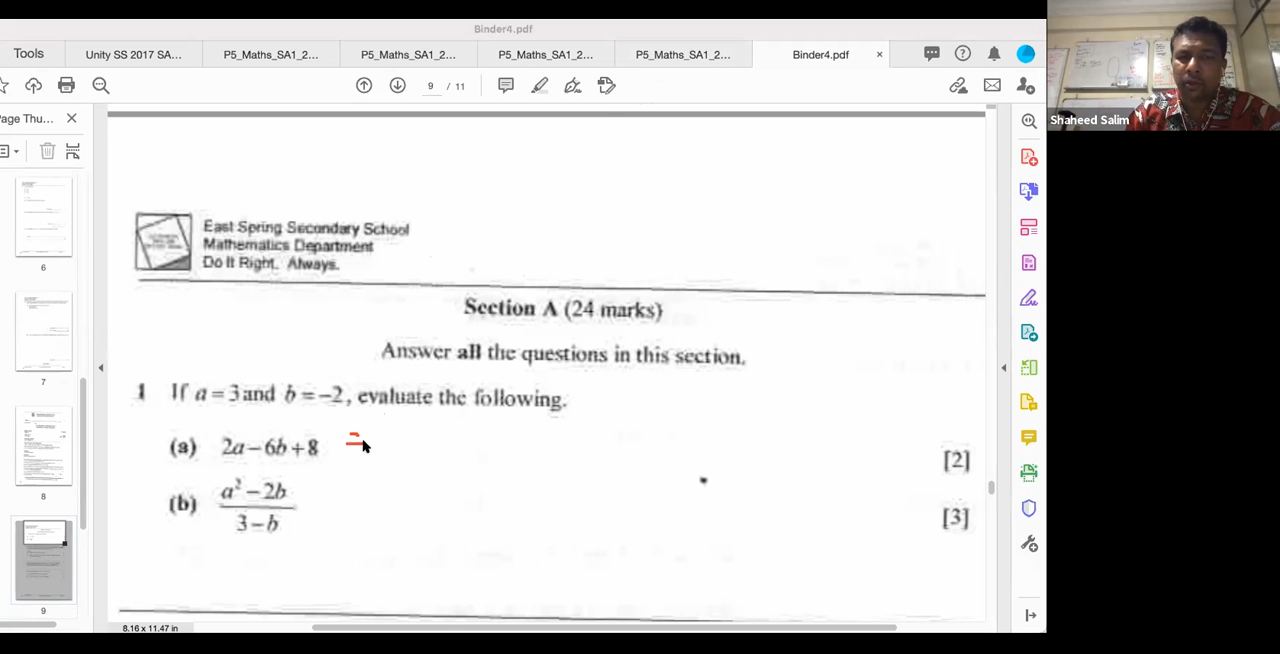 Binder4.pdf
Tools
Unity SS 2017 SA...
P5_Maths_SA1_2...
P5_Maths_SA1_2...
P5_Maths_SA1_2...
P5_Maths_SA1_2...
Binder4.pdf ×
9 / 11
age Thu... ×
6
7
8
9
East Spring Secondary School
Mathematics Department
Do It Right. Always.
Section A (24 marks)
Answer all the questions in this section.
1 If a = 3 and b = −2, evaluate the following.
(a) 2a − 6b + 8 =
[2]
(b) a² − 2b
3 − b
[3]
8.16 x 11.47 in
Shaheed Salim